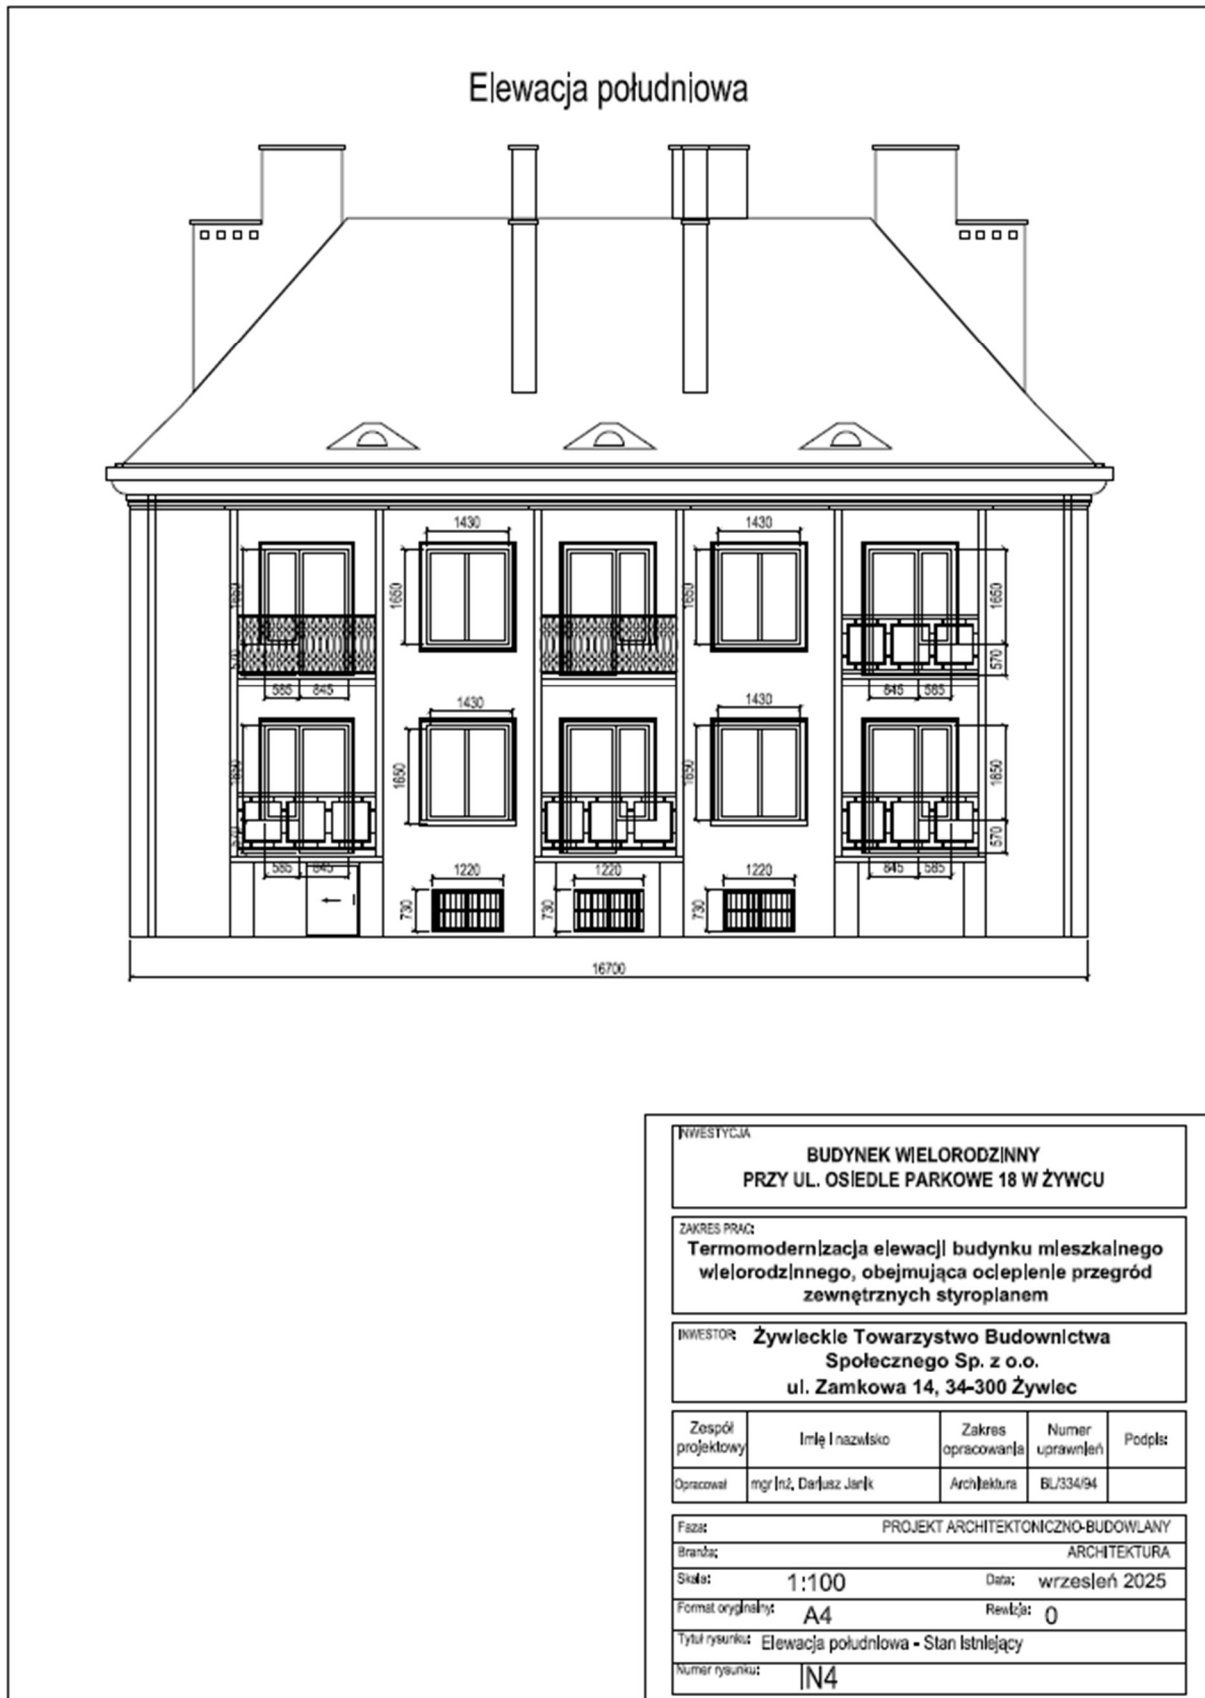 Elewacja południowa
1430
1430
1650
1650
1650
1650
570
570
585
845
845
585
1430
1430
1650
1650
1650
1650
570
570
585
845
845
585
1220
1220
1220
730
730
730
16700
INWESTYCJA
BUDYNEK WIELORODZINNY
PRZY UL. OSIEDLE PARKOWE 18 W ŻYWCU
ZAKRES PRAC:
Termomodernizacja elewacji budynku mieszkalnego
wielorodzinnego, obejmująca ocieplenie przegród
zewnętrznych styropianem
INWESTOR: Żywieckie Towarzystwo Budownictwa
Społecznego Sp. z o.o.
ul. Zamkowa 14, 34-300 Żywiec
Zespół projektowy Imię i nazwisko Zakres opracowania Numer uprawnień Podpis:
Opracował mgr inż. Dariusz Janik Architektura BL/334/94
Faza: PROJEKT ARCHITEKTONICZNO-BUDOWLANY
Branża: ARCHITEKTURA
Skala: 1:100 Data: wrzesień 2025
Format oryginalny: A4 Rewizja: 0
Tytuł rysunku: Elewacja południowa - Stan istniejący
Numer rysunku: IN4